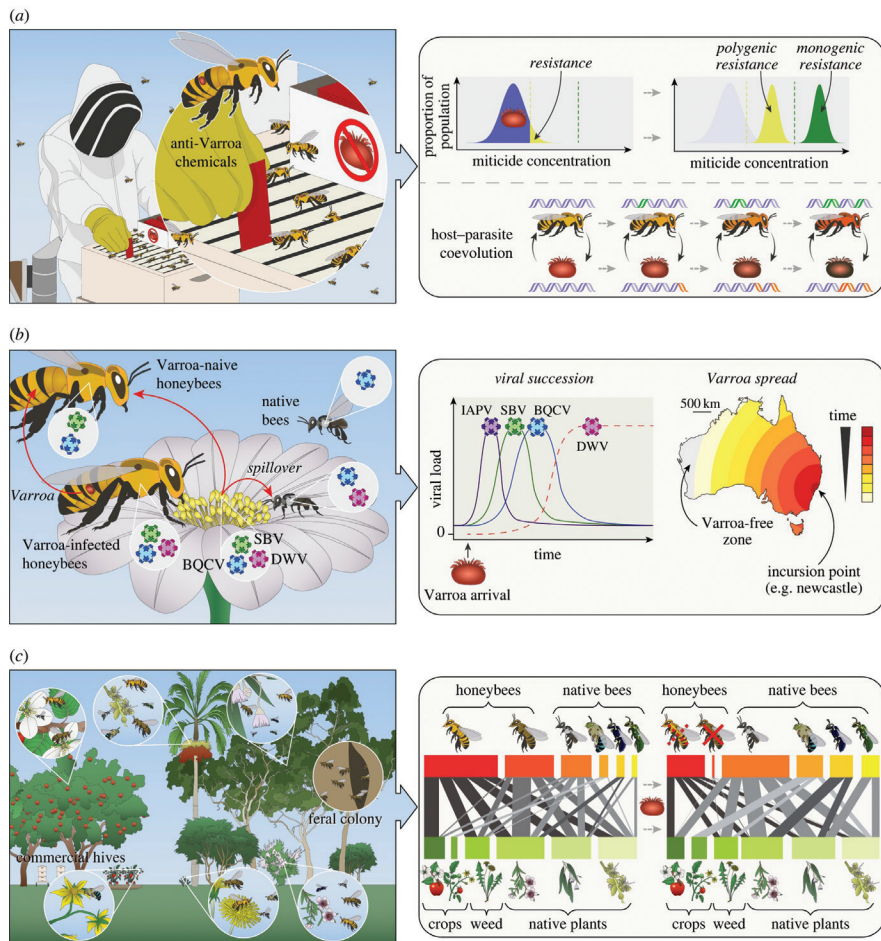 (a)
anti-Varroa
chemicals
proportion of
population
resistance
miticide concentration
polygenic
resistance
monogenic
resistance
miticide concentration
host–parasite
coevolution
(b)
Varroa-naive
honeybees
native
bees
spillover
Varroa
Varroa-infected
honeybees
SBV
BQCV
DWV
viral succession
IAPV
SBV
BQCV
DWV
viral load
0
time
Varroa arrival
Varroa spread
500 km
time
Varroa-free
zone
incursion point
(e.g. newcastle)
(c)
feral colony
commercial hives
honeybees
native bees
honeybees
native bees
crops
weed
native plants
crops
weed
native plants